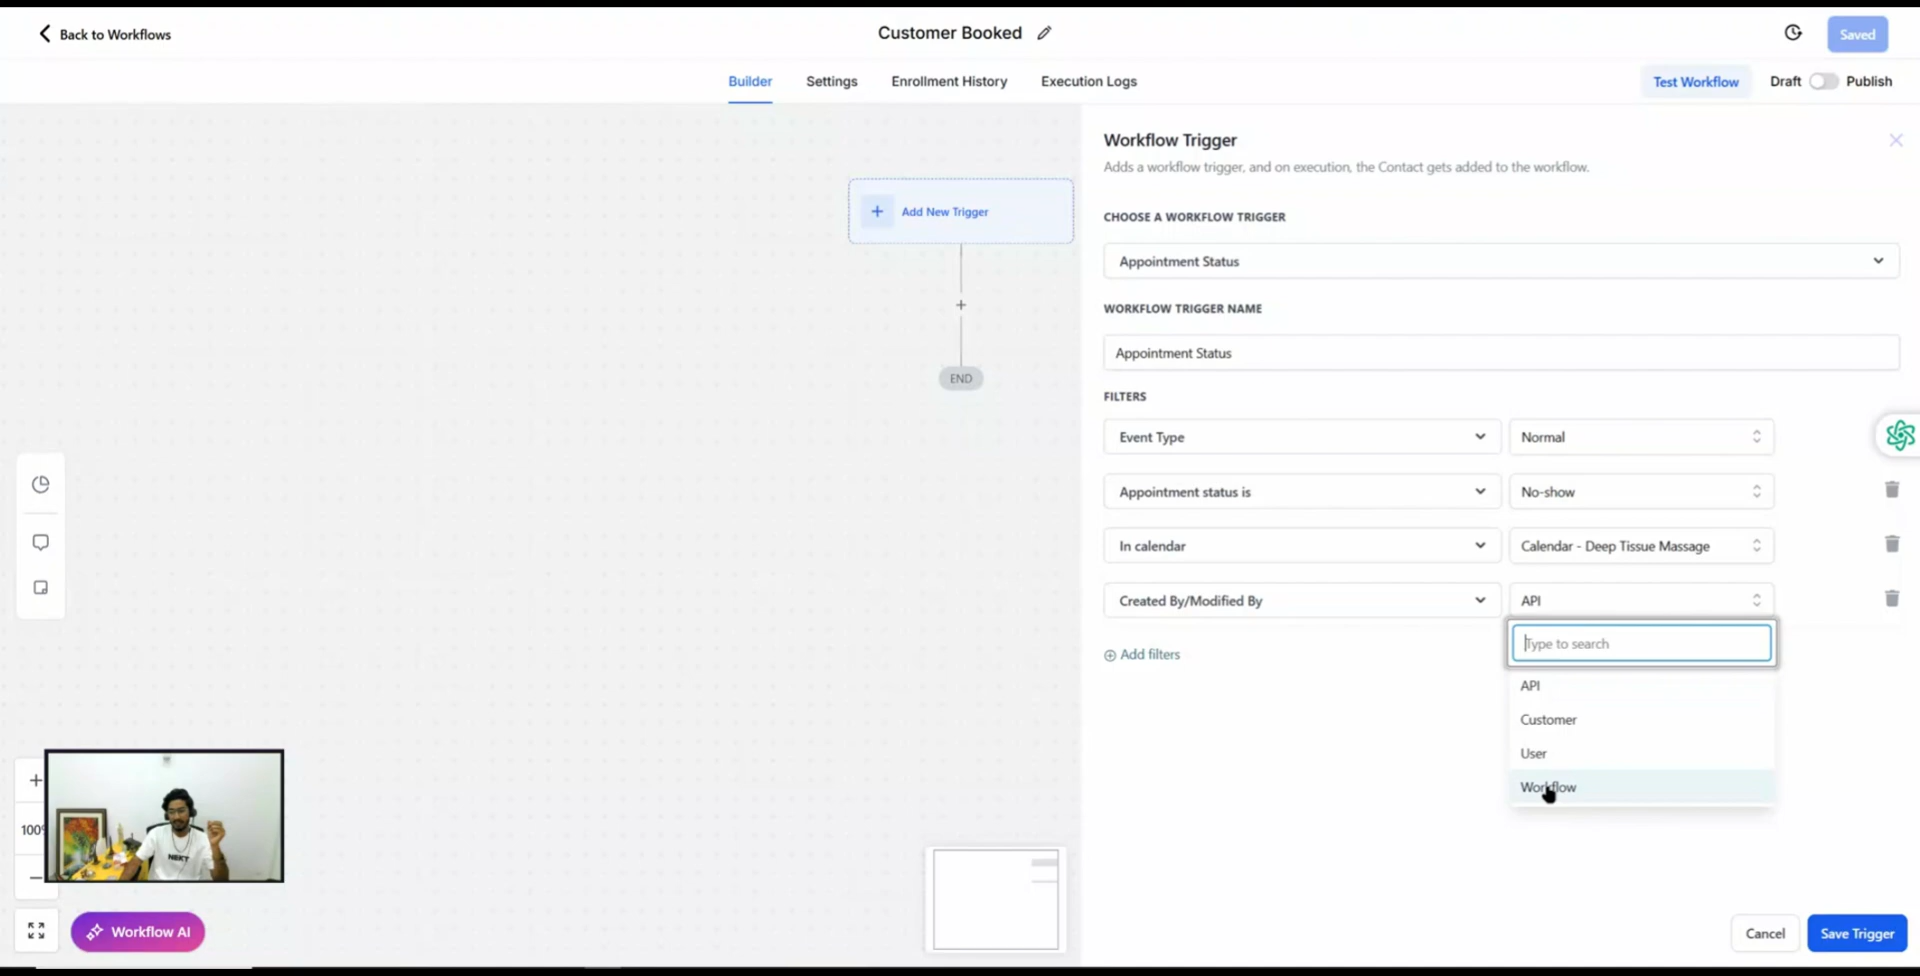 Back to Workflows
Customer Booked
Saved
Builder
Settings
Enrollment History
Execution Logs
Test Workflow
Draft
Publish
Workflow Trigger
Adds a workflow trigger, and on execution, the Contact gets added to the workflow.
Add New Trigger
CHOOSE A WORKFLOW TRIGGER
Appointment Status
WORKFLOW TRIGGER NAME
Appointment Status
END
FILTERS
Event Type
Normal
Appointment status is
No-show
In calendar
Calendar - Deep Tissue Massage
Created By/Modified By
API
Add filters
Type to search
API
Customer
User
Workflow
100
NEXT
Workflow AI
Cancel
Save Trigger